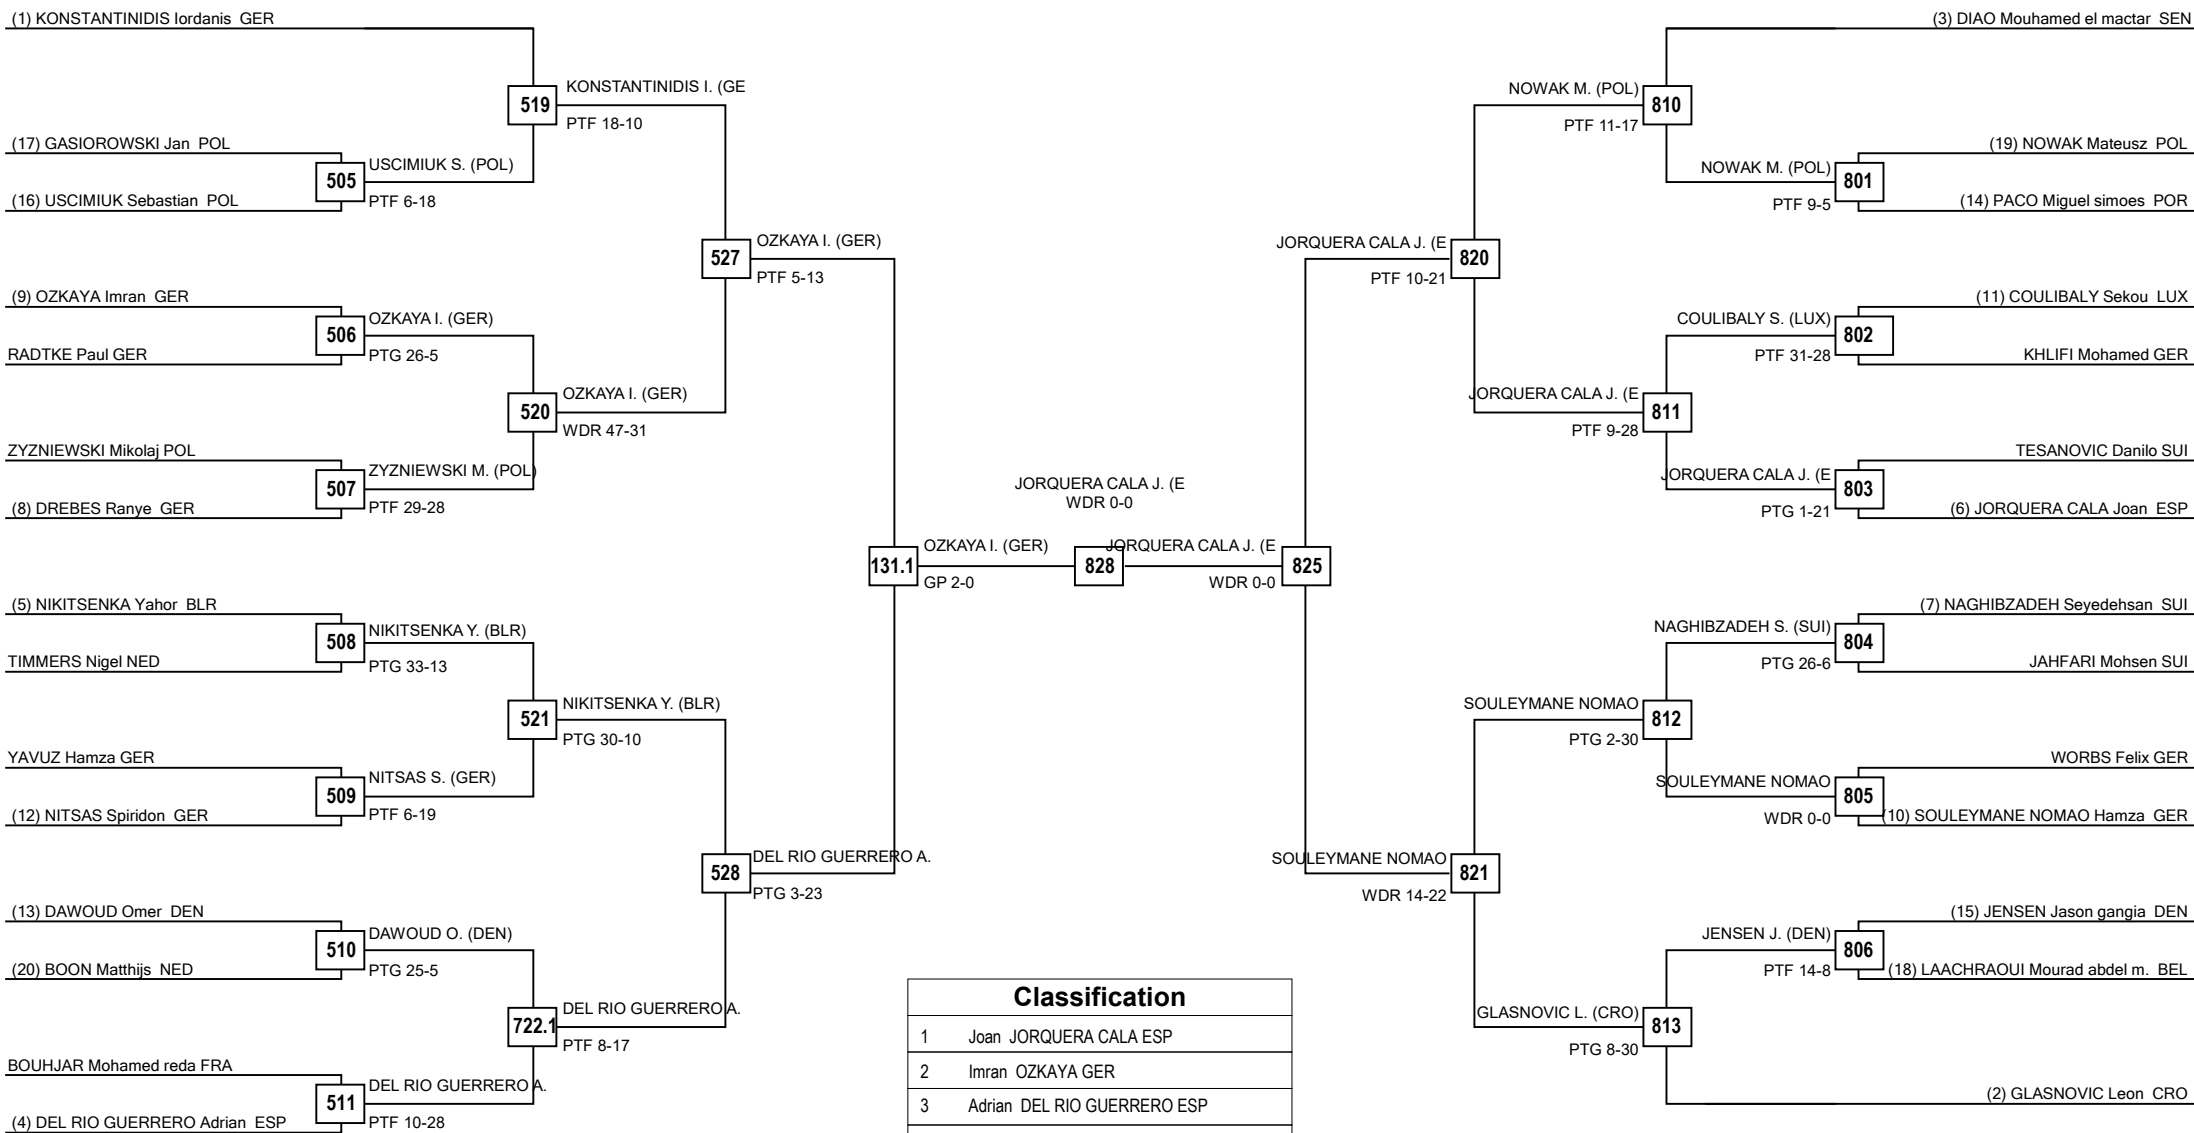 (1) KONSTANTINIDIS Iordanis GER
(3) DIAO Mouhamed el mactar SEN
KONSTANTINIDIS I. (GE
519
PTF 18-10
NOWAK M. (POL)
810
PTF 11-17
(17) GASIOROWSKI Jan POL
USCIMIUK S. (POL)
505
PTF 6-18
(16) USCIMIUK Sebastian POL
(19) NOWAK Mateusz POL
NOWAK M. (POL)
801
PTF 9-5
(14) PACO Miguel simoes POR
OZKAYA I. (GER)
527
PTF 5-13
JORQUERA CALA J. (E
820
PTF 10-21
(9) OZKAYA Imran GER
OZKAYA I. (GER)
506
PTG 26-5
RADTKE Paul GER
(11) COULIBALY Sekou LUX
COULIBALY S. (LUX)
802
PTF 31-28
KHLIFI Mohamed GER
OZKAYA I. (GER)
520
WDR 47-31
JORQUERA CALA J. (E
811
PTF 9-28
ZYZNIEWSKI Mikolaj POL
ZYZNIEWSKI M. (POL)
507
PTF 29-28
(8) DREBES Ranye GER
TESANOVIC Danilo SUI
JORQUERA CALA J. (E
803
PTG 1-21
(6) JORQUERA CALA Joan ESP
JORQUERA CALA J. (E
WDR 0-0
131.1
OZKAYA I. (GER)
GP 2-0
828
JORQUERA CALA J. (E
WDR 0-0
825
(5) NIKITSENKA Yahor BLR
NIKITSENKA Y. (BLR)
508
PTG 33-13
TIMMERS Nigel NED
(7) NAGHIBZADEH Seyedehsan SUI
NAGHIBZADEH S. (SUI)
804
PTG 26-6
JAHFARI Mohsen SUI
NIKITSENKA Y. (BLR)
521
PTG 30-10
SOULEYMANE NOMAO
812
PTG 2-30
YAVUZ Hamza GER
NITSAS S. (GER)
509
PTF 6-19
(12) NITSAS Spiridon GER
WORBS Felix GER
SOULEYMANE NOMAO
805
WDR 0-0
(10) SOULEYMANE NOMAO Hamza GER
DEL RIO GUERRERO A.
528
PTG 3-23
SOULEYMANE NOMAO
821
WDR 14-22
(13) DAWOUD Omer DEN
DAWOUD O. (DEN)
510
PTG 25-5
(20) BOON Matthijs NED
(15) JENSEN Jason gangia DEN
JENSEN J. (DEN)
806
PTF 14-8
(18) LAACHRAOUI Mourad abdel m. BEL
DEL RIO GUERRERO A.
722.1
PTF 8-17
GLASNOVIC L. (CRO)
813
PTG 8-30
BOUHJAR Mohamed reda FRA
DEL RIO GUERRERO A.
511
PTF 10-28
(4) DEL RIO GUERRERO Adrian ESP
(2) GLASNOVIC Leon CRO
Classification
1 Joan JORQUERA CALA ESP
2 Imran OZKAYA GER
3 Adrian DEL RIO GUERRERO ESP